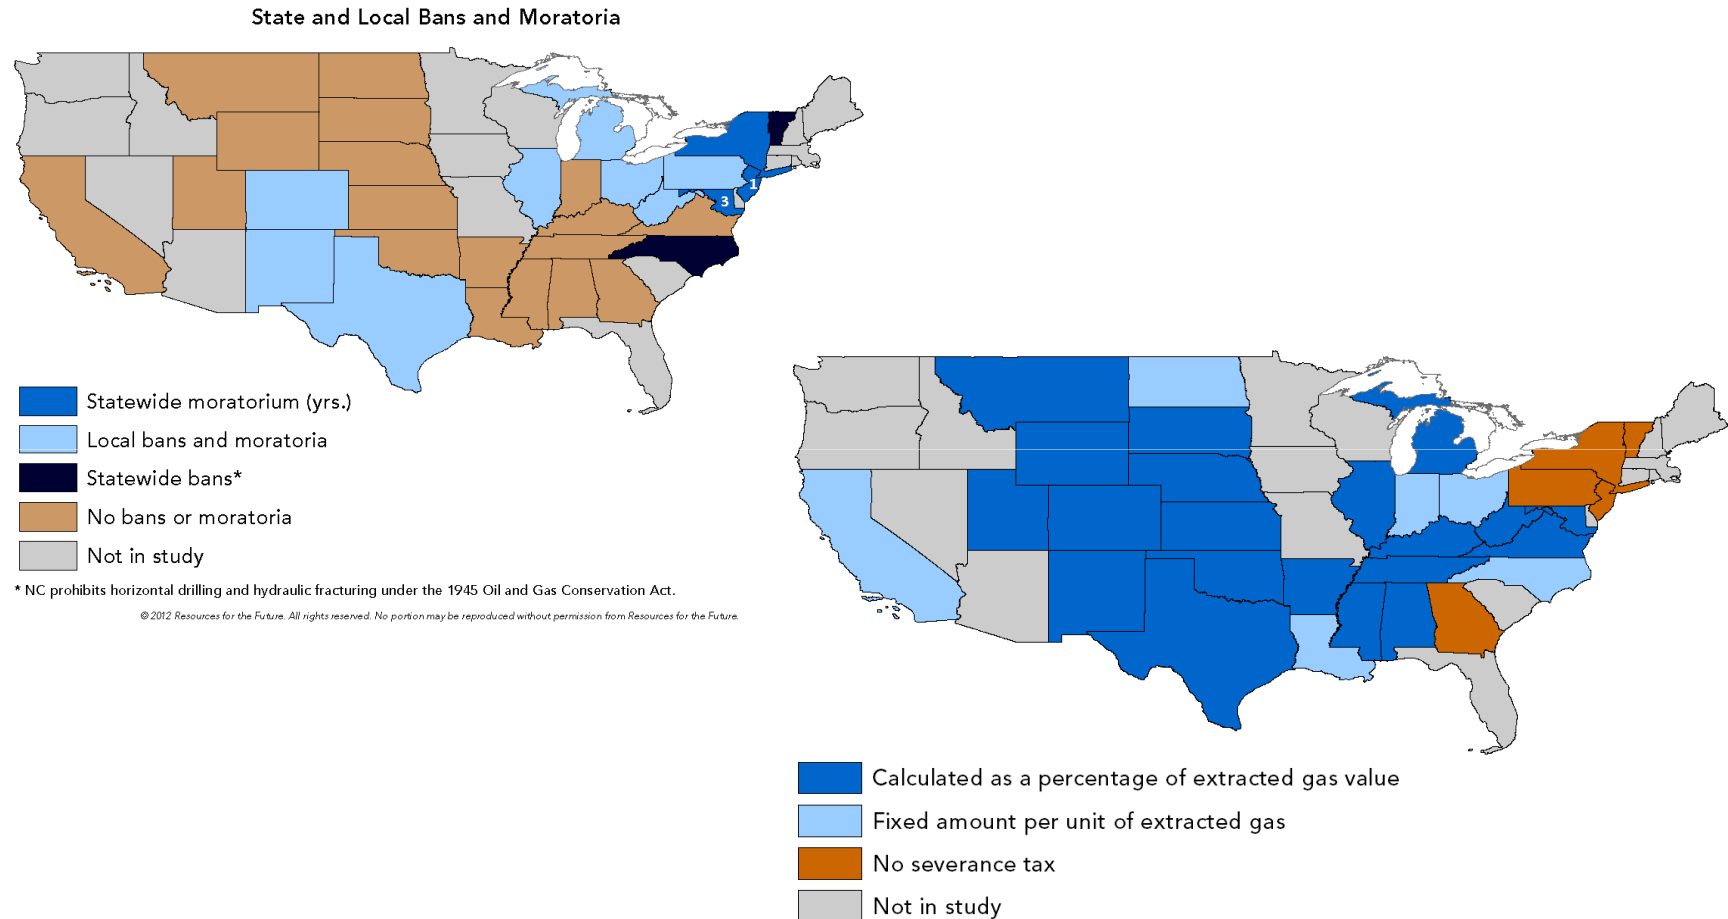 State and Local Bans and Moratoria
1
3
Statewide moratorium (yrs.)
Local bans and moratoria
Statewide bans*
No bans or moratoria
Not in study
* NC prohibits horizontal drilling and hydraulic fracturing under the 1945 Oil and Gas Conservation Act.
© 2012 Resources for the Future. All rights reserved. No portion may be reproduced without permission from Resources for the Future.
Calculated as a percentage of extracted gas value
Fixed amount per unit of extracted gas
No severance tax
Not in study